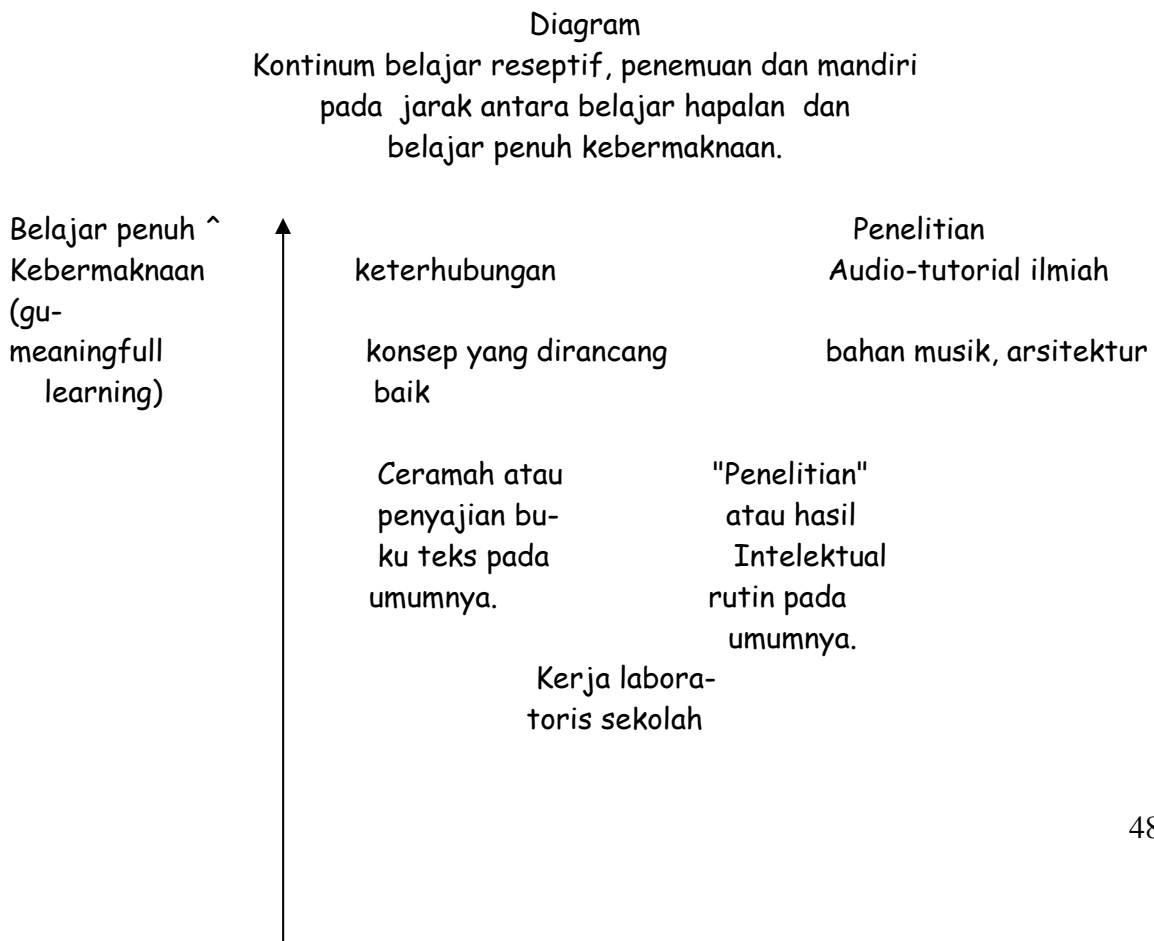 Diagram
Kontinum belajar reseptif, penemuan dan mandiri
pada jarak antara belajar hapalan dan
belajar penuh kebermaknaan.
Belajar penuh ^ Penelitian
Kebermaknaan keterhubungan Audio-tutorial ilmiah
(gu-
meaningfull konsep yang dirancang bahan musik, arsitektur
learning) baik
Ceramah atau "Penelitian"
penyajian bu- atau hasil
ku teks pada Intelektual
umumnya. rutin pada
umumnya.
Kerja labora-
toris sekolah
48